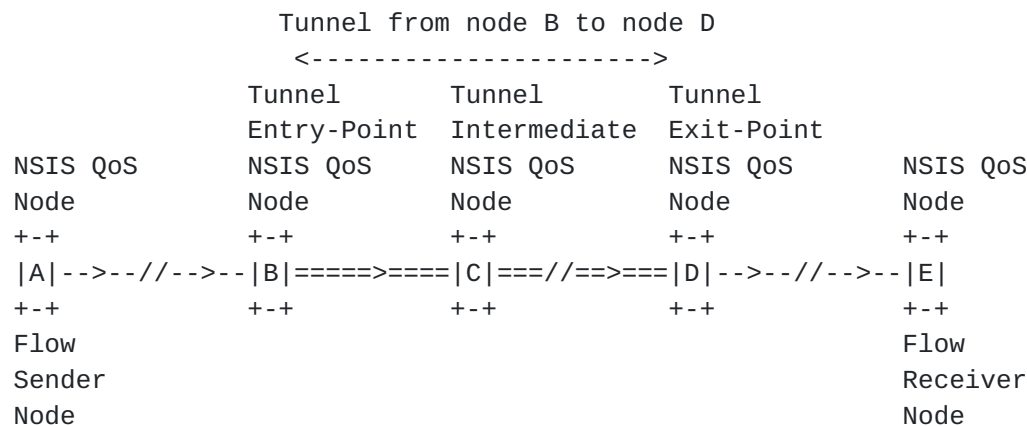 Tunnel from node B to node D
                  <---------------------->
               Tunnel       Tunnel        Tunnel
               Entry-Point  Intermediate  Exit-Point
NSIS QoS       NSIS QoS     NSIS QoS      NSIS QoS       NSIS QoS
Node           Node         Node          Node           Node
+-+            +-+          +-+           +-+            +-+
|A|-->--//-->--|B|=====>====|C|===//==>===|D|-->--//-->--|E|
+-+            +-+          +-+           +-+            +-+
Flow                                                     Flow
Sender                                                   Receiver
Node                                                     Node